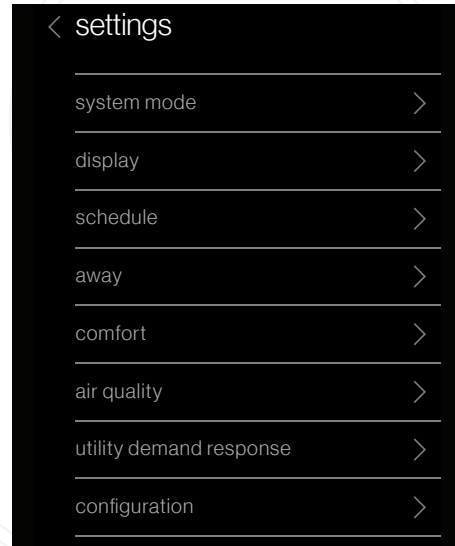 settings
system mode
display
schedule
away
comfort
air quality
utility demand response
configuration